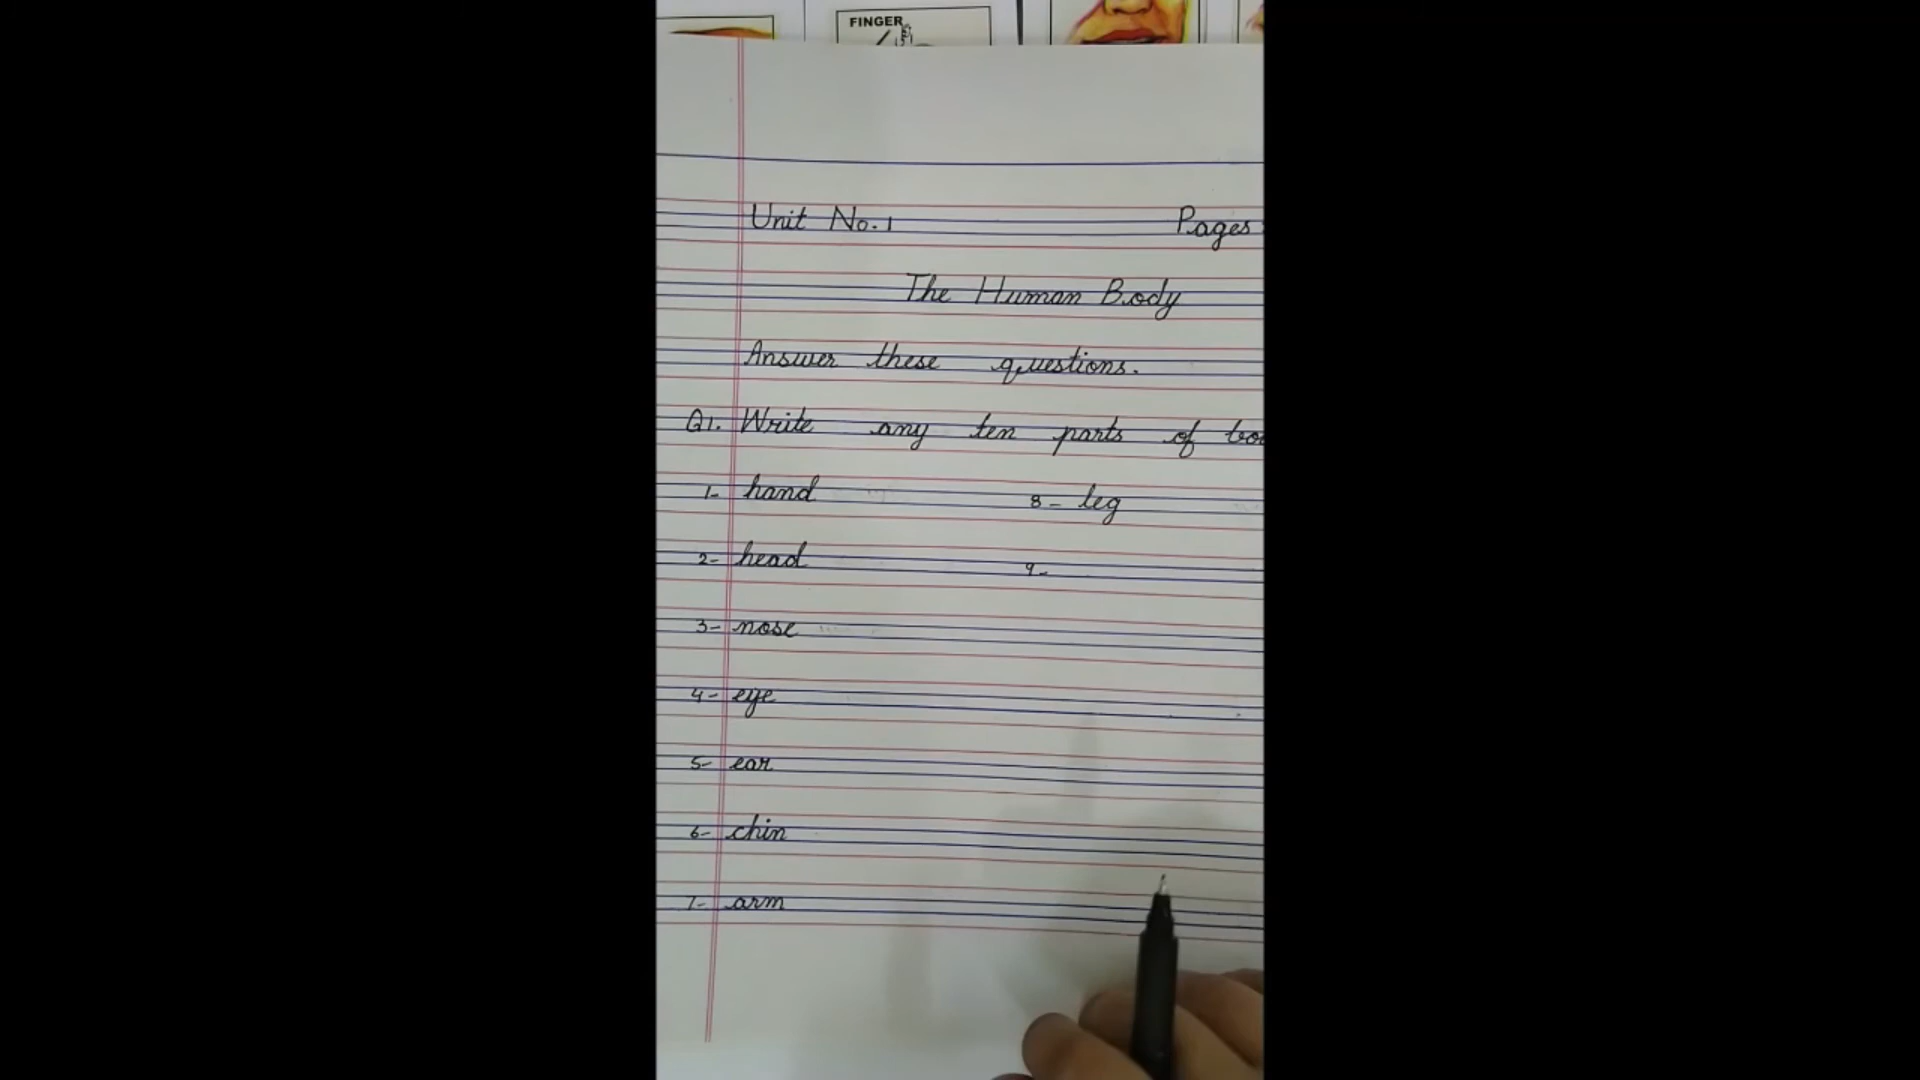 FINGER
Unit No. 1 Pages
The Human Body
Answer these questions.
Q1. Write any ten parts of
1- hand 8- leg
2- head 9-
3- nose
4- eye
5- ear
6- chin
7- arm